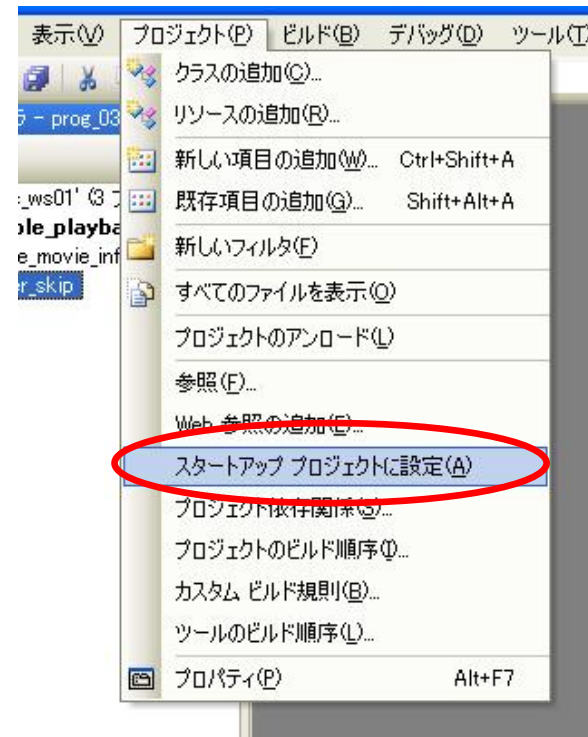 表示(V) プロジェクト(P) ビルド(B) デバッグ(D) ツール(T)
クラスの追加(C)...
- prog_03
リソースの追加(R)...
新しい項目の追加(W)... Ctrl+Shift+A
_ws01' (3
既存項目の追加(G)... Shift+Alt+A
ple_playba
新しいフィルタ(F)
e_movie_inf
er_skip
すべてのファイルを表示(O)
プロジェクトのアンロード(L)
参照(F)...
Web 参照の追加(E)...
スタートアップ プロジェクトに設定(A)
プロジェクト依存関係(S)...
プロジェクトのビルド順序(I)...
カスタム ビルド規則(B)...
ツールのビルド順序(L)...
プロパティ(P) Alt+F7